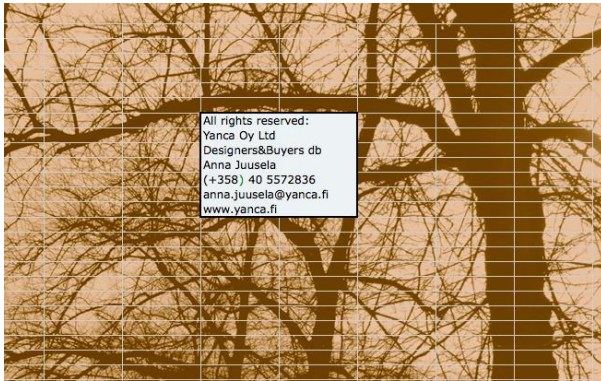 All rights reserved:
Yanca Oy Ltd
Designers&Buyers db
Anna Juusela
(+358) 40 5572836
anna.juusela@yanca.fi
www.yanca.fi